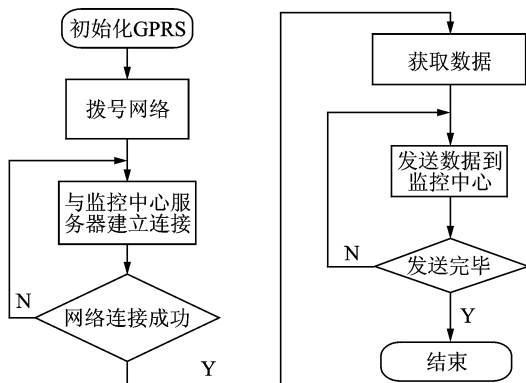 初始化GPRS
拨号网络
与监控中心服
务器建立连接
网络连接成功
N
Y
获取数据
发送数据到
监控中心
发送完毕
N
Y
结束